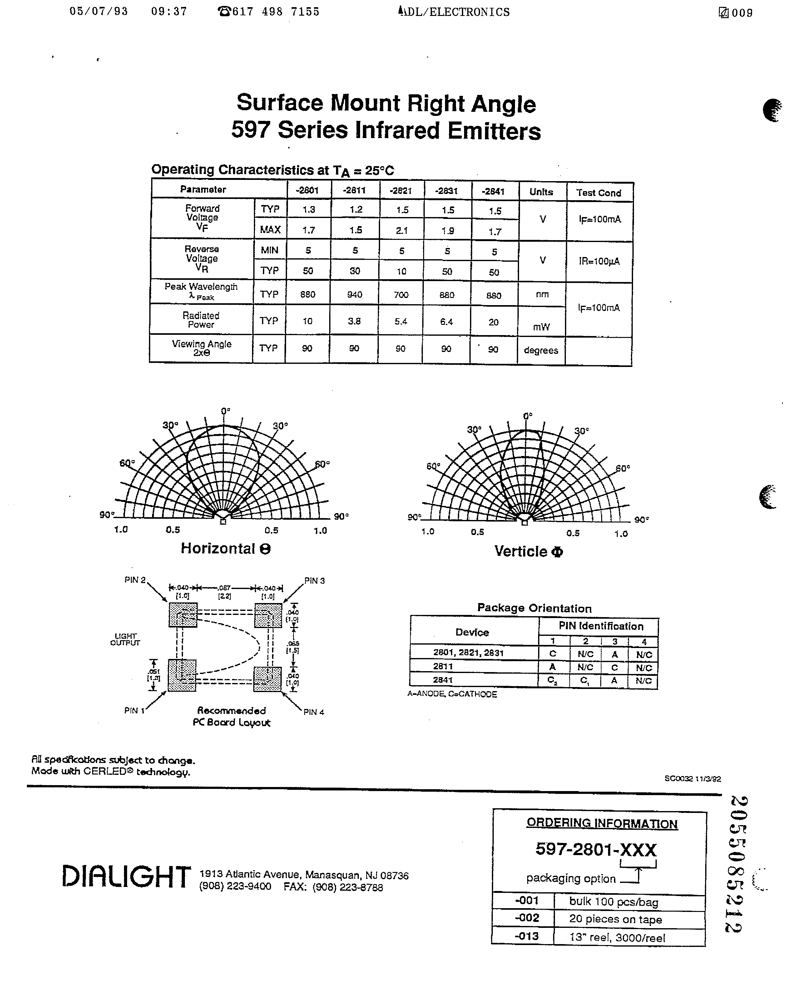 05/07/93 09:37 ☎617 498 7155 ADL/ELECTRONICS 009
Surface Mount Right Angle
597 Series Infrared Emitters
Operating Characteristics at TA = 25°C
Parameter -2801 -2811 -2821 -2831 -2841 Units Test Cond
Forward Voltage VF TYP 1.3 1.2 1.5 1.5 1.5 V IF=100mA
MAX 1.7 1.5 2.1 1.9 1.7
Reverse Voltage VR MIN 5 5 5 5 5 V IR=100µA
TYP 50 30 10 50 50
Peak Wavelength λ Peak TYP 880 940 700 880 880 nm IF=100mA
Radiated Power TYP 10 3.8 5.4 6.4 20 mW
Viewing Angle 2xΘ TYP 90 90 90 90 90 degrees
0°
30° 30°
60° 60°
90° 90°
1.0 0.5 0.5 1.0
Horizontal Θ
0°
30° 30°
60° 60°
90° 90°
1.0 0.5 0.5 1.0
Verticle Φ
PIN 2 .040 [1.0] .087 [2.2] .040 [1.0] PIN 3
.040 [1.0]
LIGHT OUTPUT
[1.5]
[1.0]
.040 [1.0]
PIN 1 PIN 4
Recommended
PC Board Layout
Package Orientation
Device PIN Identification
1 2 3 4
2801, 2821, 2831 C N/C A N/C
2811 A N/C C N/C
2841 C2 C1 A N/C
A=ANODE, C=CATHODE
All specifications subject to change.
Made with CERLED® technology.
SC0032 11/3/92
DIALIGHT
1913 Atlantic Avenue, Manasquan, NJ 08736
(908) 223-9400 FAX: (908) 223-8788
ORDERING INFORMATION
597-2801-XXX
packaging option
-001 bulk 100 pcs/bag
-002 20 pieces on tape
-013 13" reel, 3000/reel
2055085212